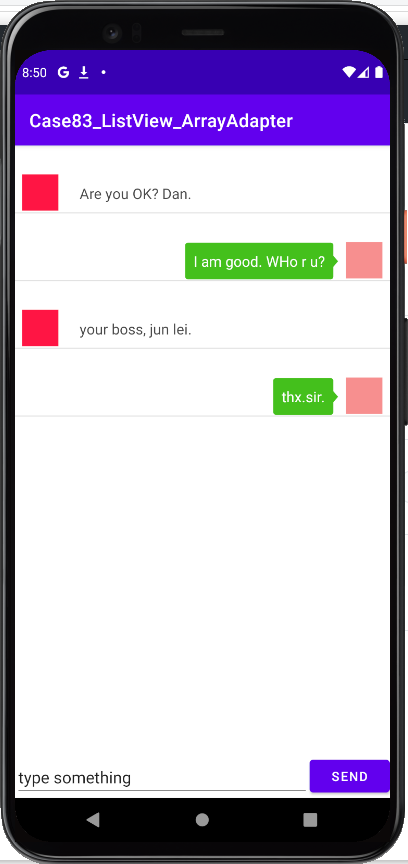 8:50 G
Case83_ListView_ArrayAdapter
Are you OK? Dan.
I am good. WHo r u?
your boss, jun lei.
thx.sir.
type something
SEND